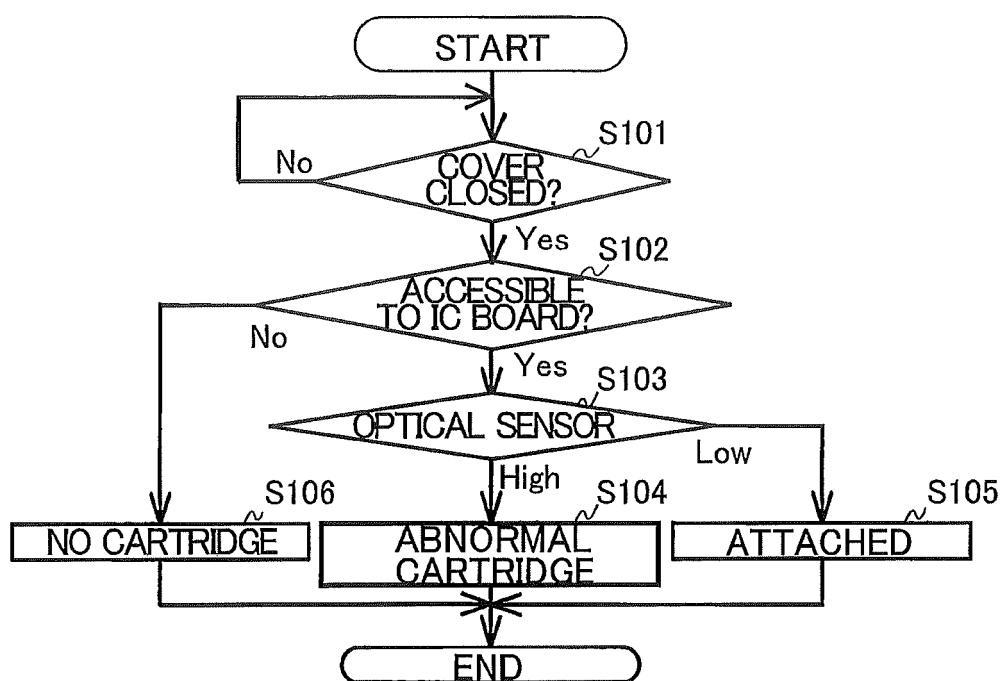 START
S101
No
COVER
CLOSED?
Yes
S102
ACCESSIBLE
TO IC BOARD?
No
Yes
S103
OPTICAL SENSOR
Low
High
S106
S104
S105
NO CARTRIDGE
ABNORMAL
CARTRIDGE
ATTACHED
END